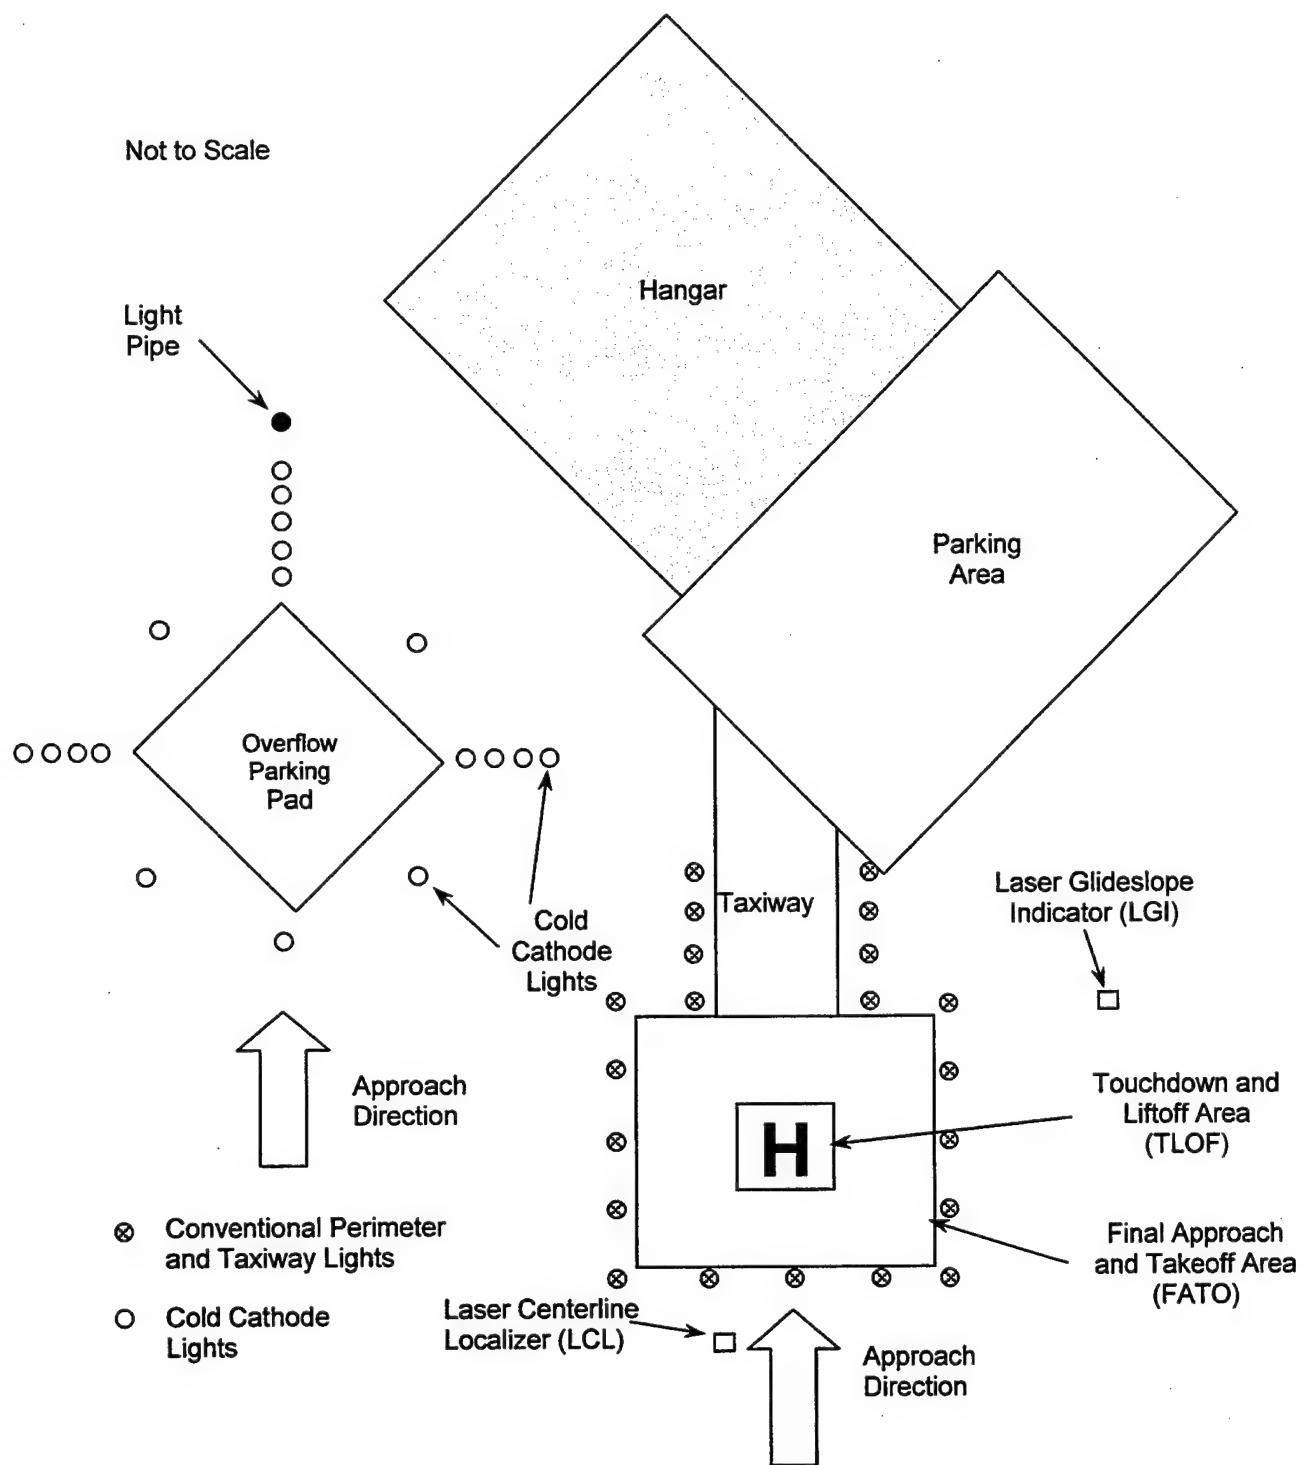 Not to Scale
Hangar
Light
Pipe
Parking
Area
Overflow
Parking
Pad
Cold
Cathode
Lights
Taxiway
Laser Glideslope
Indicator (LGI)
Approach
Direction
Touchdown and
Liftoff Area
(TLOF)
H
Conventional Perimeter
and Taxiway Lights
Final Approach
and Takeoff Area
(FATO)
Cold Cathode
Lights
Laser Centerline
Localizer (LCL)
Approach
Direction